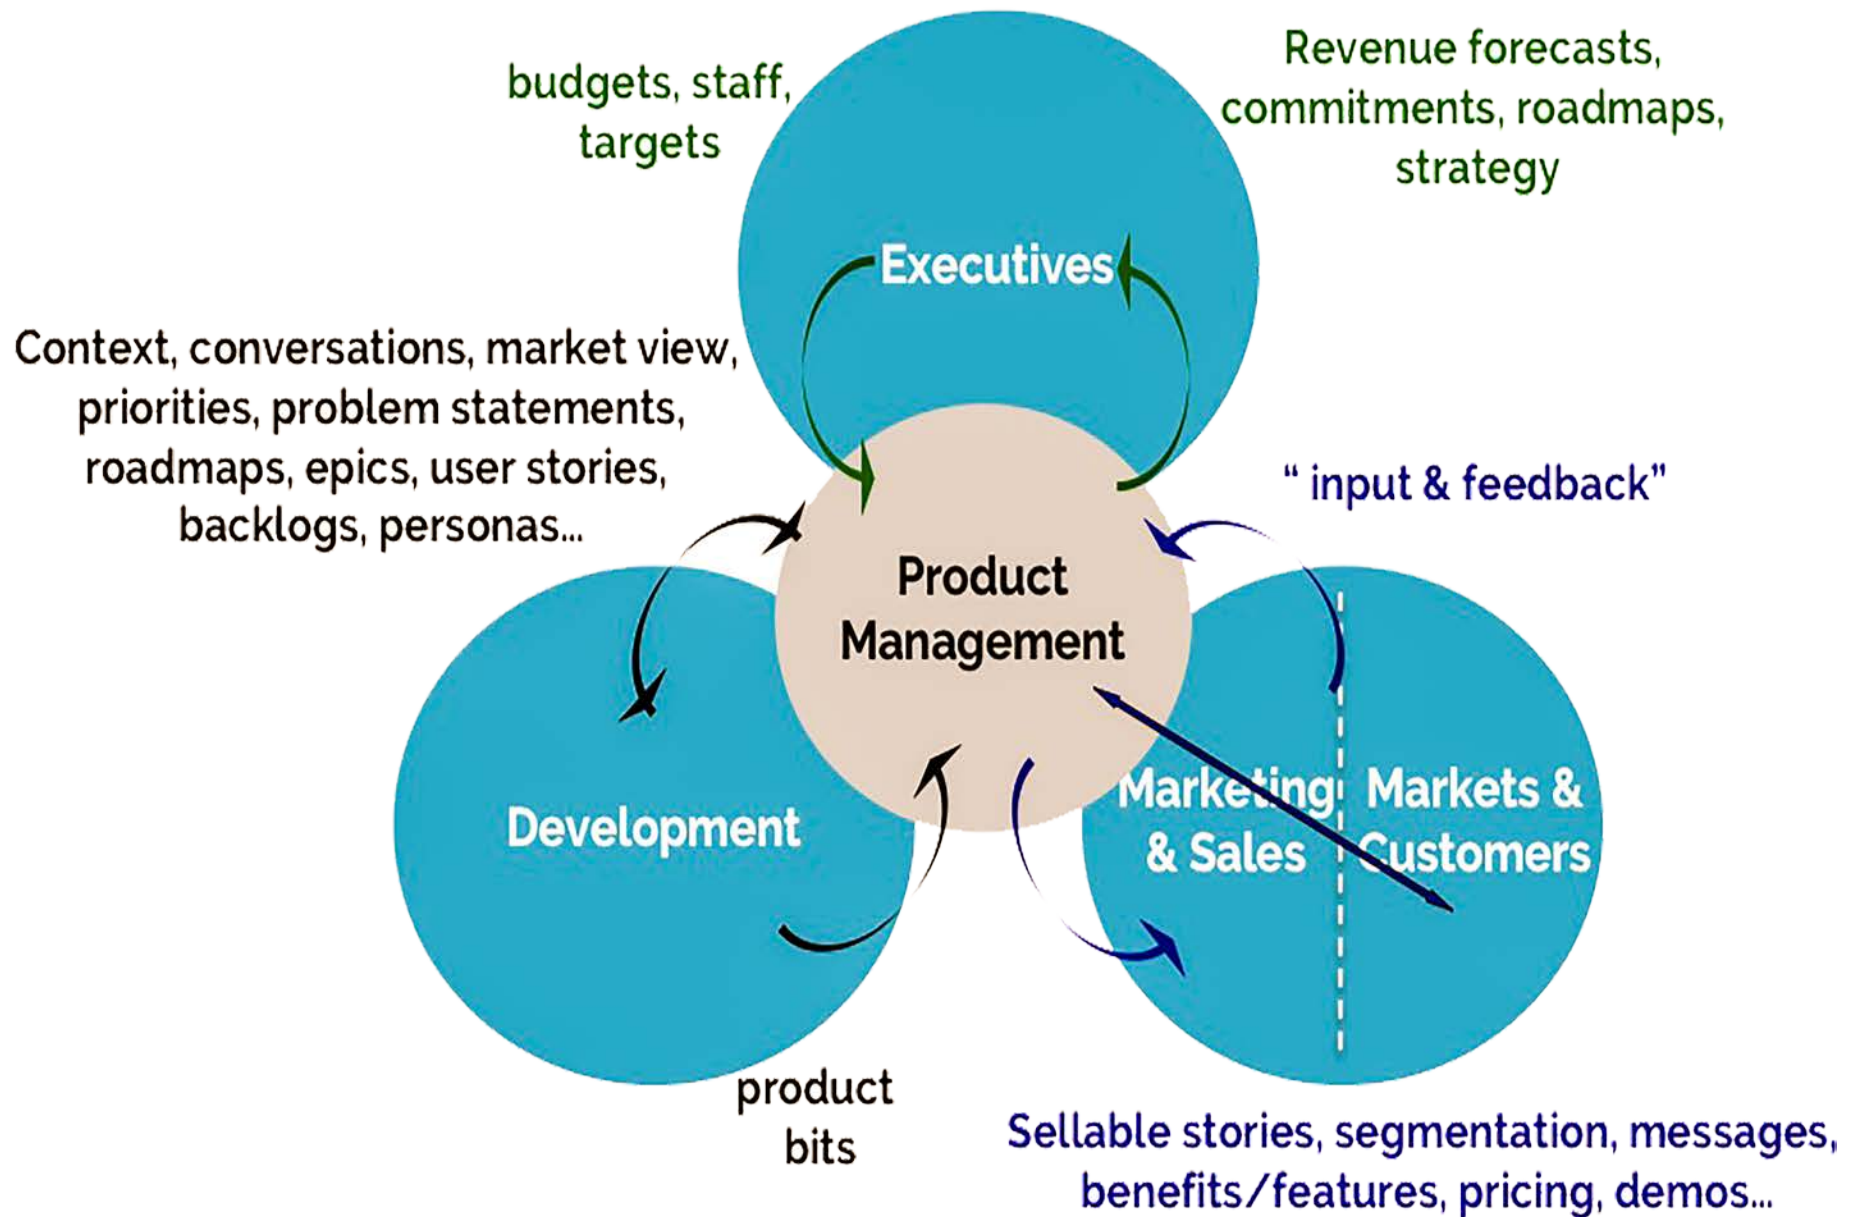 budgets, staff,
targets
Revenue forecasts,
commitments, roadmaps,
strategy
Executives
Context, conversations, market view,
priorities, problem statements,
roadmaps, epics, user stories,
backlogs, personas...
“ input & feedback”
Product
Management
Development
Marketing
& Sales
Markets &
Customers
product
bits
Sellable stories, segmentation, messages,
benefits/features, pricing, demos...